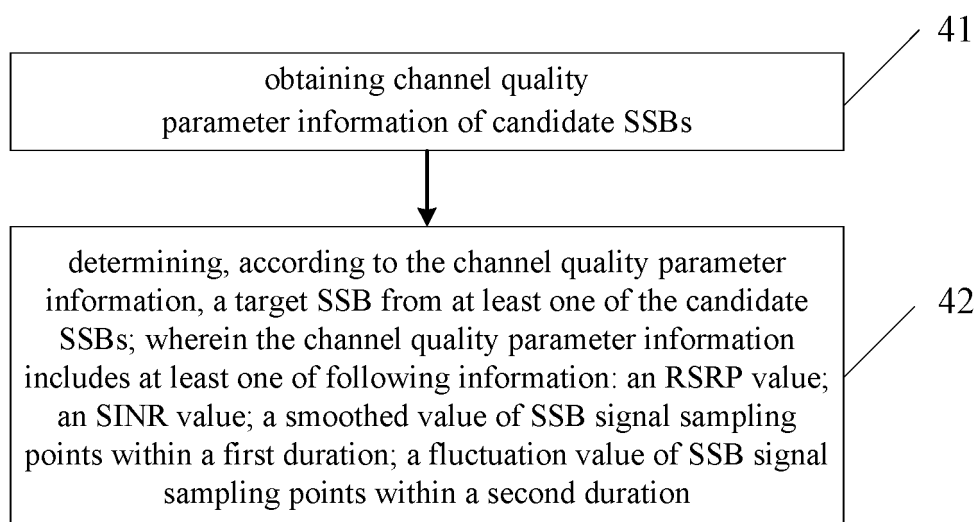 41
obtaining channel quality
parameter information of candidate SSBs
determining, according to the channel quality parameter
information, a target SSB from at least one of the candidate
SSBs; wherein the channel quality parameter information
includes at least one of following information: an RSRP value;
an SINR value; a smoothed value of SSB signal sampling
points within a first duration; a fluctuation value of SSB signal
sampling points within a second duration
42